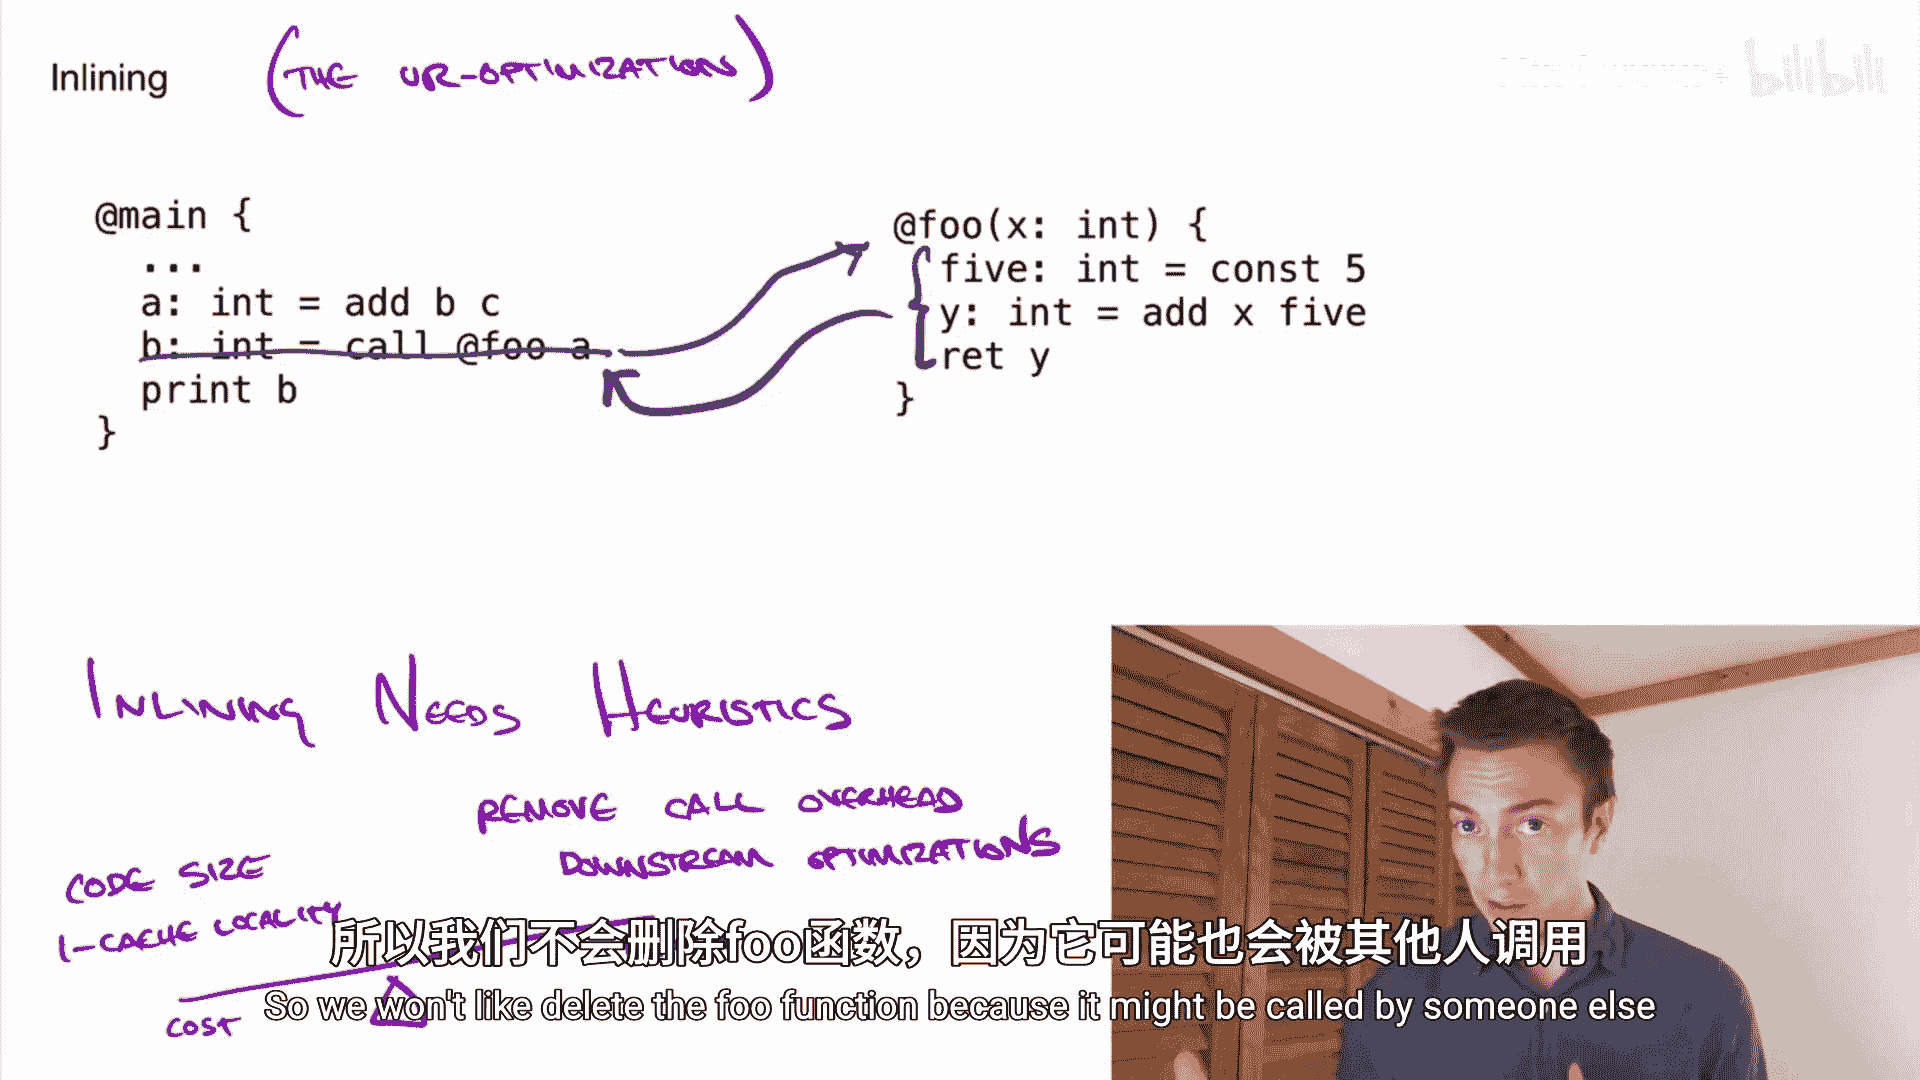 Inlining (THE UR-OPTIMIZATION)
bilibili
@main {
...
a: int = add b c
b: int = call @foo a
print b
}
@foo(x: int) {
five: int = const 5
y: int = add x five
ret y
}
INLINING NEEDS HEURISTICS
REMOVE CALL OVERHEAD
DOWNSTREAM OPTIMIZATIONS
CODE SIZE
I-CACHE LOCALITY
COST
所以我们不会删除foo函数，因为它可能也会被其他人调用
So we won't like delete the foo function because it might be called by someone else